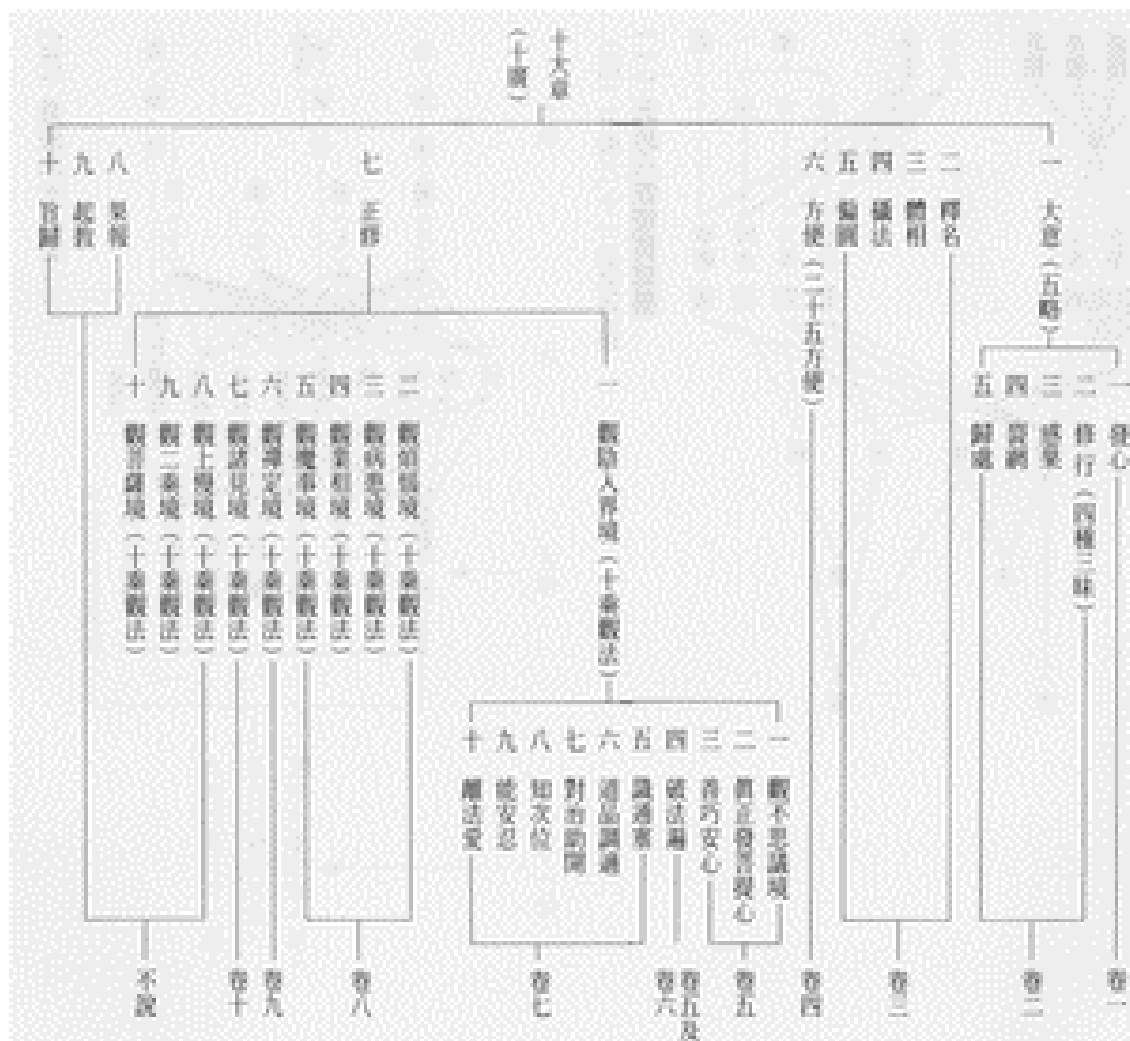 十大章
(十廣)
一 大意(五略)
一 發心
二 修行(四種三昧)
三 感果
四 裂網
五 歸處
二 釋名
三 體相
四 攝法
五 偏圓
六 方便(二十五方便)
七 正修
一 觀陰入界境(十乘觀法)
一 觀不思議境
二 眞正發菩提心
三 善巧安心
四 破法遍
五 識通塞
六 道品調適
七 對治助開
八 知次位
九 能安忍
十 離法愛
二 觀煩惱境(十乘觀法)
三 觀病患境(十乘觀法)
四 觀業相境(十乘觀法)
五 觀魔事境(十乘觀法)
六 觀禪定境(十乘觀法)
七 觀諸見境(十乘觀法)
八 觀上慢境(十乘觀法)
九 觀二乘境(十乘觀法)
十 觀菩薩境(十乘觀法)
八 果報
九 起教
十 旨歸
卷一
卷二
卷三
卷四
卷五
卷五及
卷六
卷七
卷八
卷九
卷十
不說